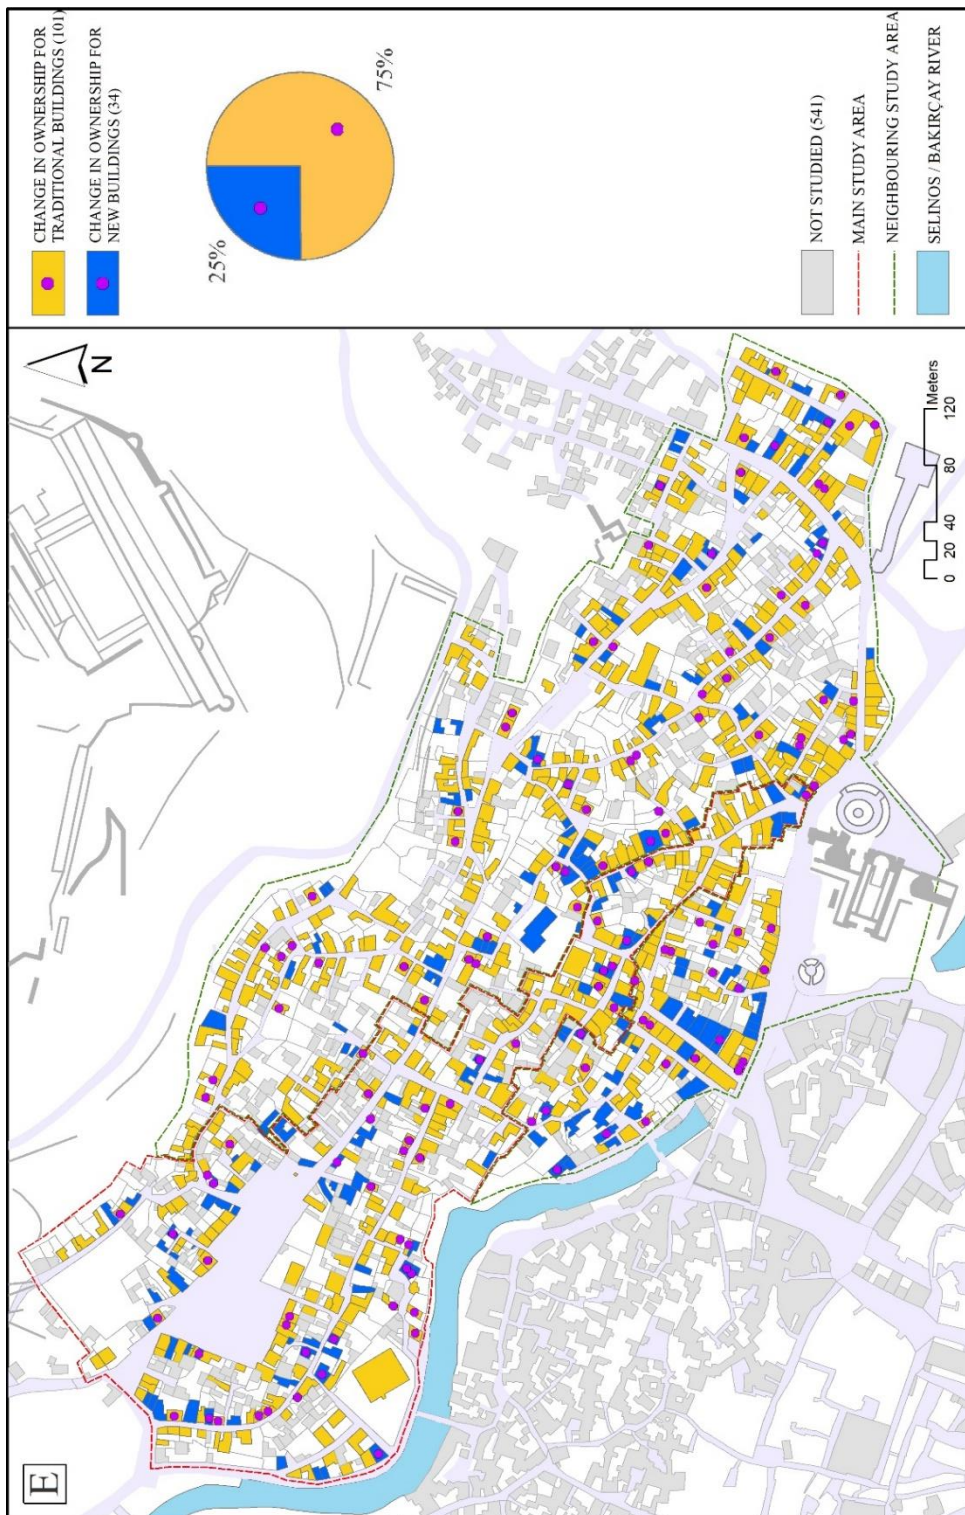 E
N
0 20 40 80 120
Meters
CHANGE IN OWNERSHIP FOR
TRADITIONAL BUILDINGS (101)
CHANGE IN OWNERSHIP FOR
NEW BUILDINGS (34)
25%
75%
NOT STUDIED (541)
MAIN STUDY AREA
NEIGHBOURING STUDY AREA
SELINOS / BAKIRÇAY RIVER